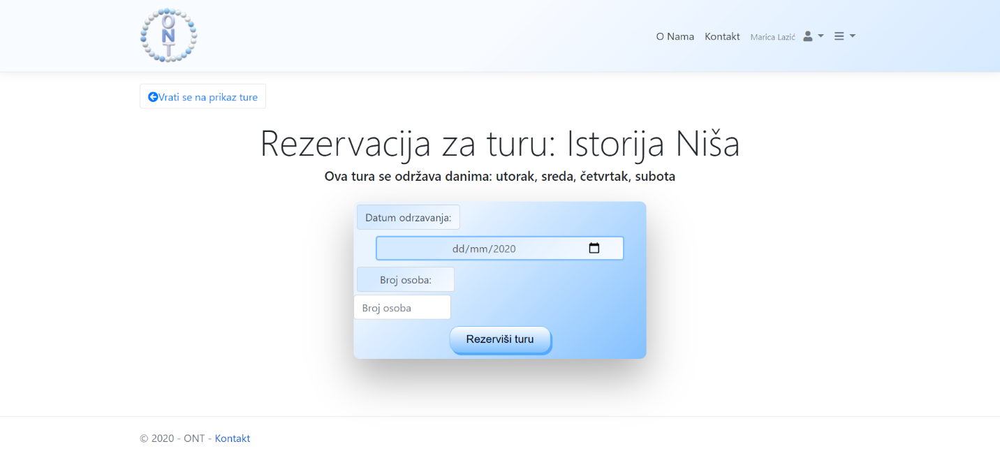 ONT
O Nama Kontakt Marica Lazić
Vrati se na prikaz ture
Rezervacija za turu: Istorija Niša
Ova tura se održava danima: utorak, sreda, četvrtak, subota
Datum odrzavanja:
dd/mm/2020
Broj osoba:
Broj osoba
Rezerviši turu
© 2020 - ONT - Kontakt